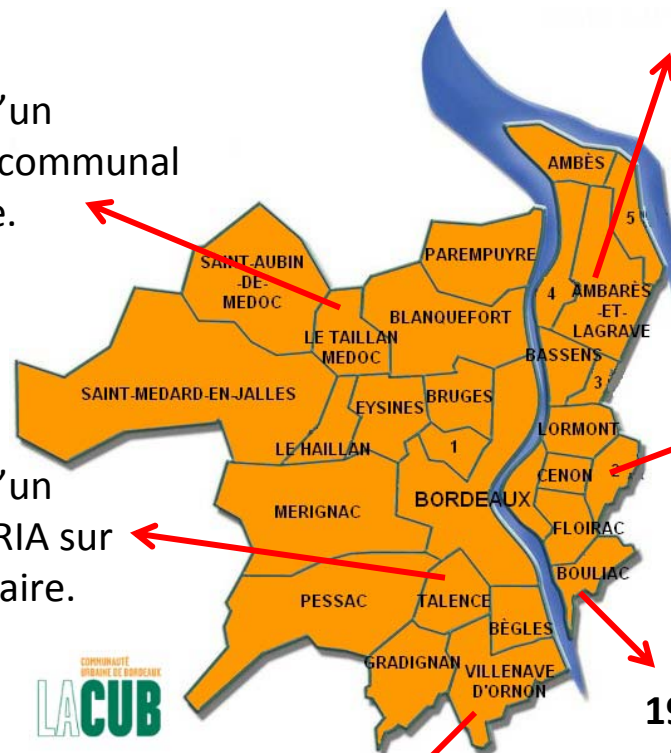 'un
communal
e.
AMBÈS
5
SAINT-AUBIN
-DE-
MEDOC
PAREMPUYRE
4
AMBARÈS
-ET-
LAGRAVE
BLANQUEFORT
LE TAILLAN
MEDOC
BASSENS
3
SAINT-MEDARD-EN-JALLES
EYSINES
BRUGES
LORMONT
1
LE HAILLAN
CENON
2
'un
RIA sur
aire.
MERIGNAC
BORDEAUX
FLOIRAC
BOULIAC
PESSAC
TALENCE
BÈGLES
GRADIGNAN
VILLENAVE
D'ORNON
COMMUNAUTÉ
URBAINE DE BORDEAUX
LACUB
19